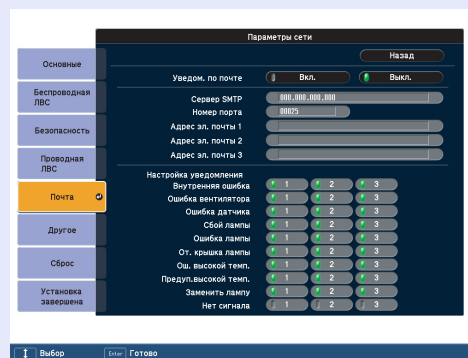 Параметры сети
Назад
Основные
Беспроводная
ЛВС
Безопасность
Проводная
ЛВС
Почта
Другое
Сброс
Установка
завершена
Уведом. по почте Вкл. Выкл.
Сервер SMTP 000.000.000.000
Номер порта 00025
Адрес эл. почты 1
Адрес эл. почты 2
Адрес эл. почты 3
Настройка уведомления
Внутренняя ошибка 1 2 3
Ошибка вентилятора 1 2 3
Ошибка датчика 1 2 3
Сбой лампы 1 2 3
Ошибка лампы 1 2 3
От. крышка лампы 1 2 3
Ош. высокой темп. 1 2 3
Предуп.высокой темп. 1 2 3
Заменить лампу 1 2 3
Нет сигнала 1 2 3
Выбор Enter Готово